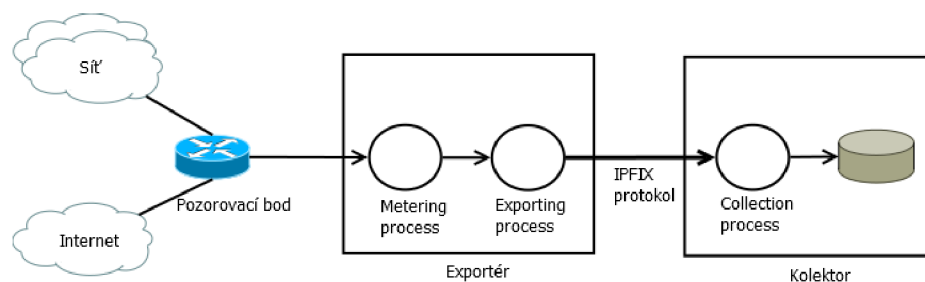 Síť
Internet
Pozorovací bod
Metering
process
Exporting
process
Exportér
IPFIX
protokol
Collection
process
Kolektor